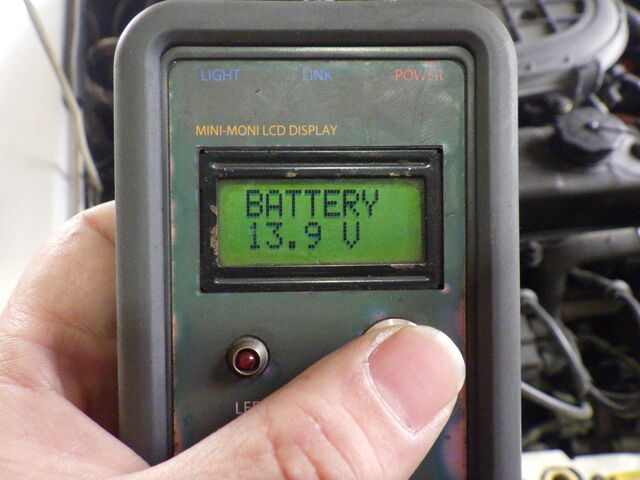 LIGHT LINK POWER
MINI-MONI LCD DISPLAY
BATTERY
13.9 V